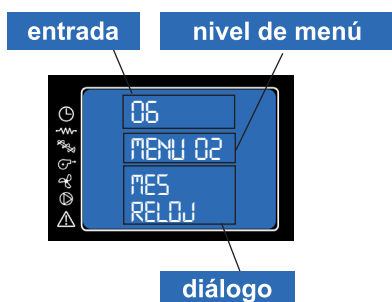 entrada
nivel de menú
06
MENU 02
MES
RELOJ
diálogo